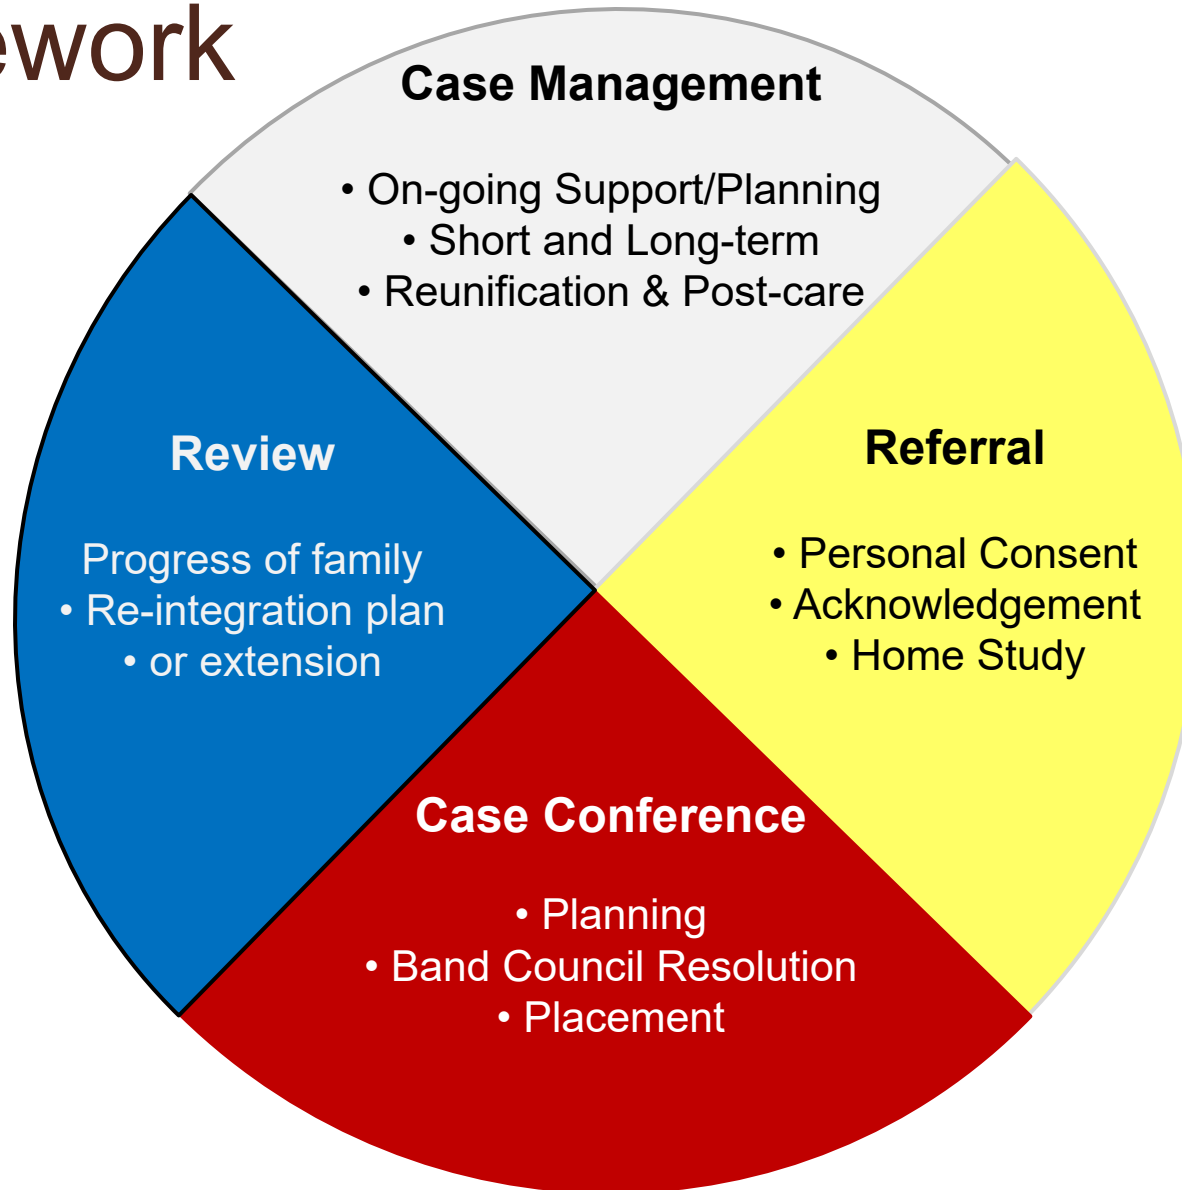 ework
Case Management
• On-going Support/Planning
• Short and Long-term
• Reunification & Post-care
Review
Progress of family
• Re-integration plan
• or extension
Referral
• Personal Consent
• Acknowledgement
• Home Study
Case Conference
• Planning
• Band Council Resolution
• Placement